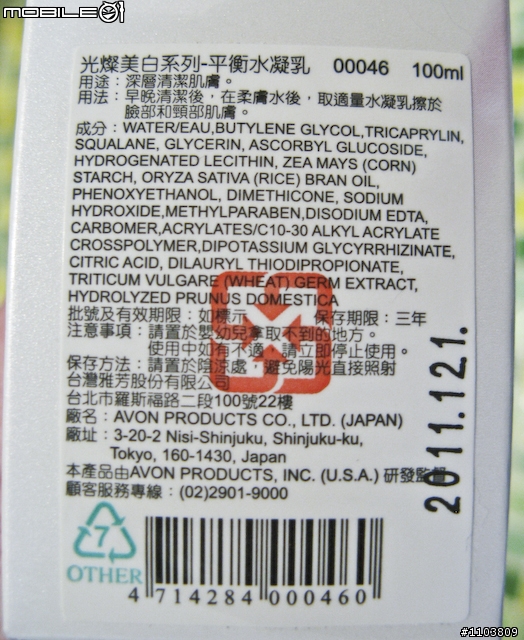 MOBILE01
光燦美白系列-平衡水凝乳 00046 100ml
用途：深層清潔肌膚。
用法：早晚清潔後，在柔膚水後，取適量水凝乳擦於
臉部和頸部肌膚。
成分：WATER/EAU,BUTYLENE GLYCOL,TRICAPRYLIN,
SQUALANE, GLYCERIN, ASCORBYL GLUCOSIDE,
HYDROGENATED LECITHIN, ZEA MAYS (CORN)
STARCH, ORYZA SATIVA (RICE) BRAN OIL,
PHENOXYETHANOL, DIMETHICONE, SODIUM
HYDROXIDE,METHYLPARABEN,DISODIUM EDTA,
CARBOMER,ACRYLATES/C10-30 ALKYL ACRYLATE
CROSSPOLYMER,DIPOTASSIUM GLYCYRRHIZINATE,
CITRIC ACID, DILAURYL THIODIPROPIONATE,
TRITICUM VULGARE (WHEAT) GERM EXTRACT,
HYDROLYZED PRUNUS DOMESTICA
批號及有效期限：如標示 保存期限：三年
注意事項：請置於嬰幼兒拿取不到的地方。
使用中如有不適，請立即停止使用。
保存方法：請置於陰涼處，避免陽光直接照射
台灣雅芳股份有限公司
台北市羅斯福路二段100號22樓
廠名：AVON PRODUCTS CO., LTD. (JAPAN)
廠址：3-20-2 Nisi-Shinjuku, Shinjuku-ku,
Tokyo, 160-1430, Japan
本產品由AVON PRODUCTS, INC. (U.S.A.) 研發監督
顧客服務專線：(02)2901-9000
2011.121.
7
OTHER
4 714284 000460
#1103809